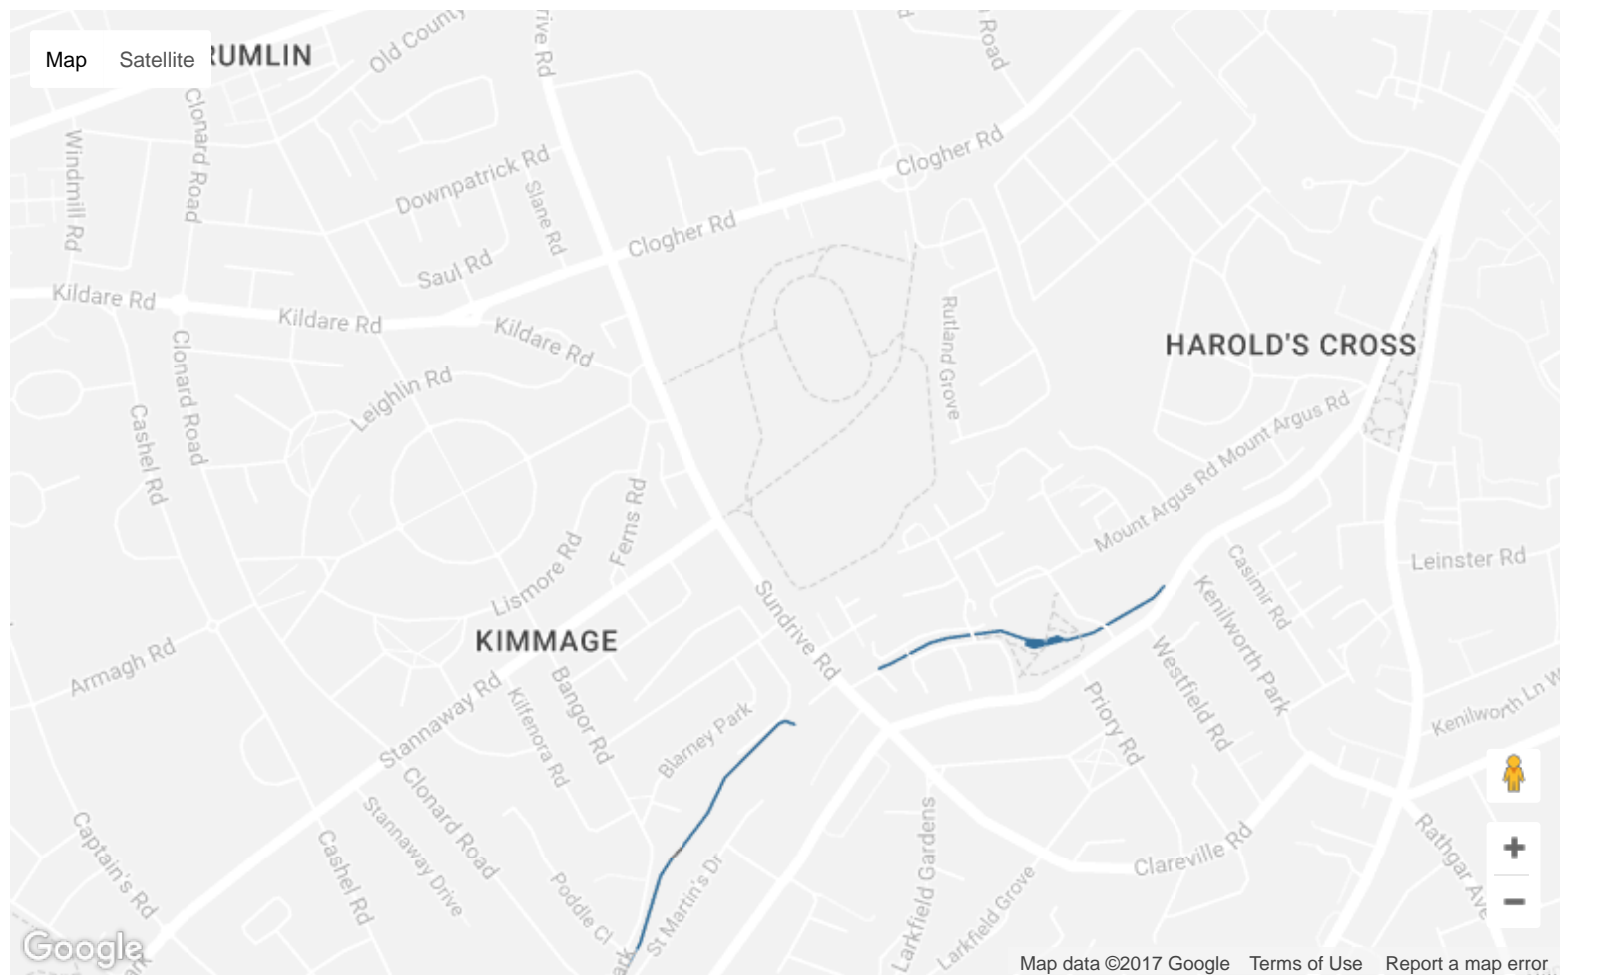 Map
Satellite
RUMLIN
Old County
rive Rd
Road
Clonard Road
Windmill Rd
Downpatrick Rd
Slane Rd
Clogher Rd
Clogher Rd
Saul Rd
Kildare Rd
Kildare Rd
Kildare Rd
Rutland Grove
HAROLD'S CROSS
Clonard Road
Leighlin Rd
Cashel Rd
Mount Argus Rd
Mount Argus Rd
Ferns Rd
Lismore Rd
Leinster Rd
Casimir Rd
Kenilworth Park
Sundrive Rd
KIMMAGE
Armagh Rd
Stannaway Rd
Bangor Rd
Kilfenora Rd
Blarney Park
Westfield Rd
Priory Rd
Kenilworth Ln W
Clonard Road
Stannaway Drive
Captain's Rd
Cashel Rd
Poddle Cl
St Martin's Dr
Larkfield Gardens
Larkfield Grove
Clareville Rd
Rathgar Ave
ark
Google
Map data ©2017 Google
Terms of Use
Report a map error